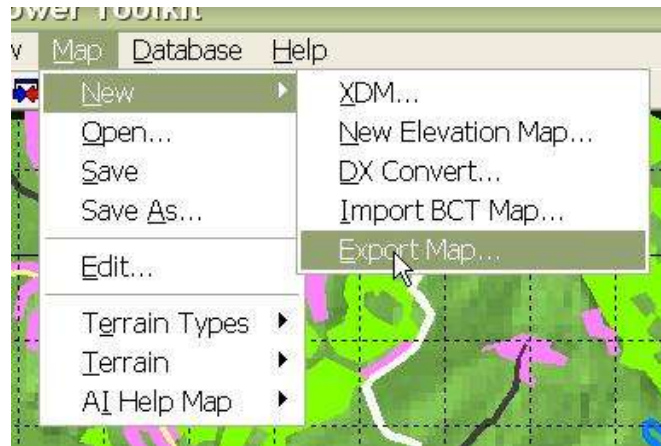 ower Toolkit
Map Database Help
New
Open...
Save
Save As...
Edit...
Terrain Types
Terrain
AI Help Map
XDM...
New Elevation Map...
DX Convert...
Import BCT Map...
Export Map...